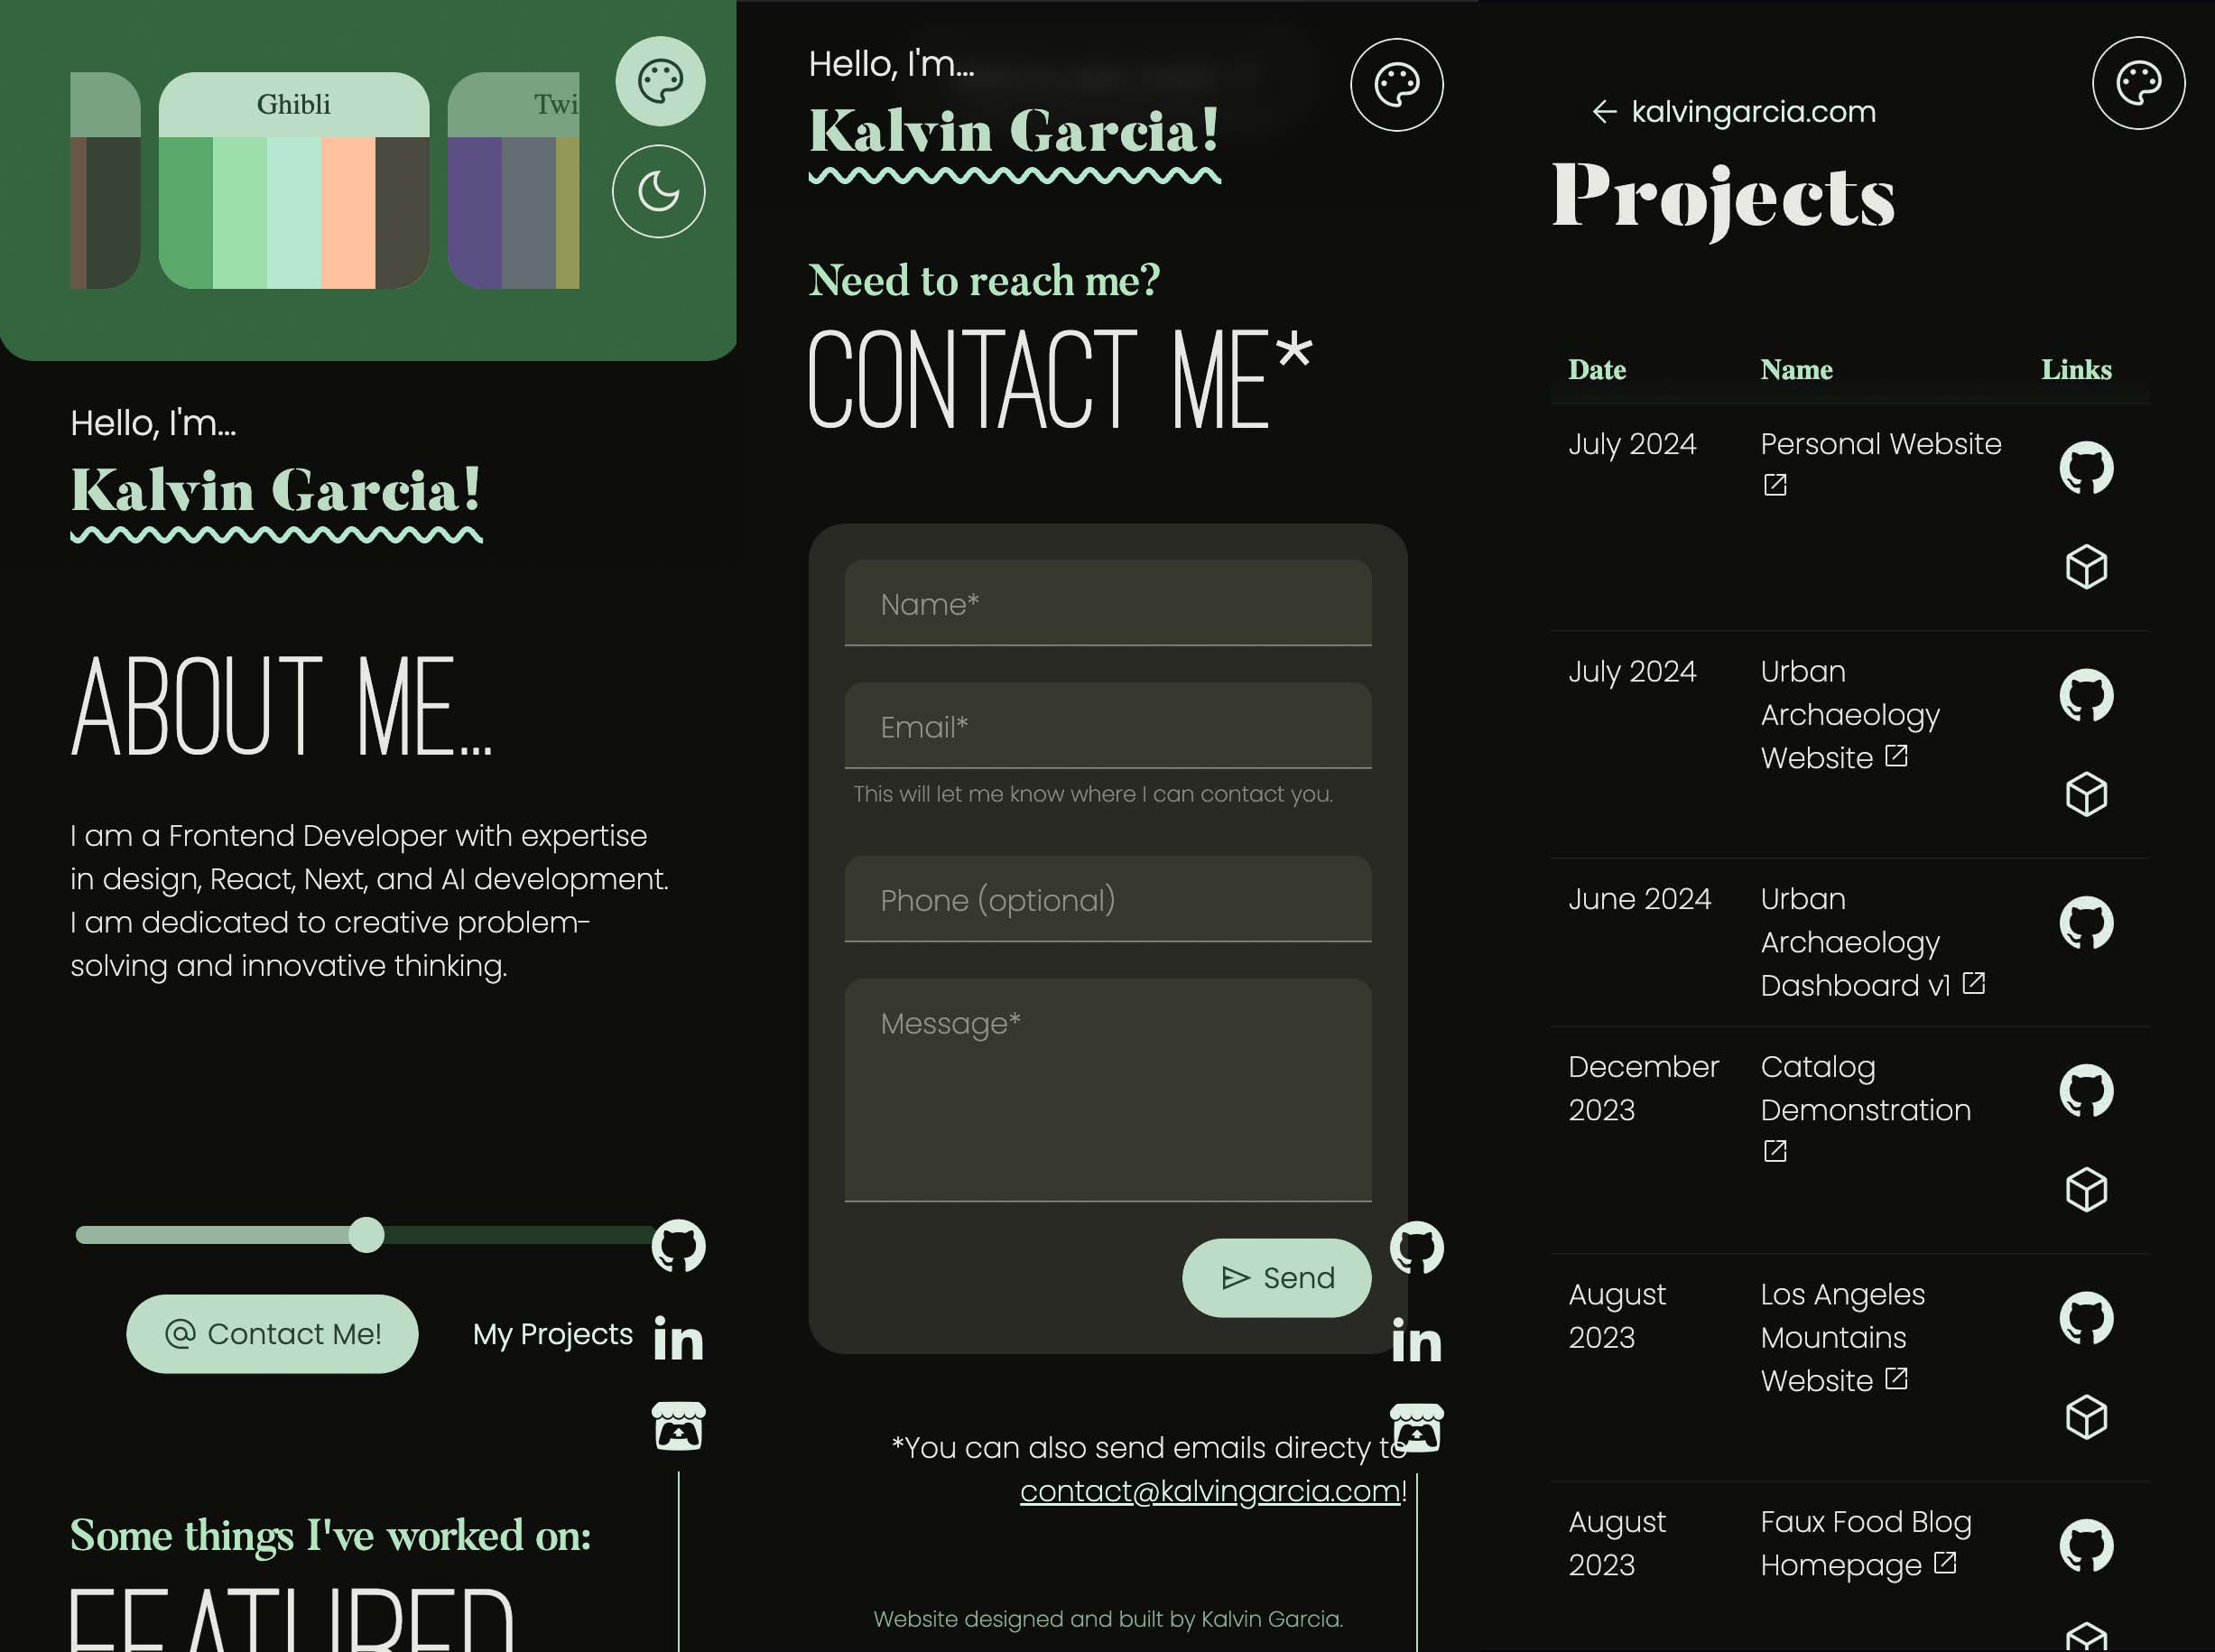 Ghibli
Twi
Hello, I'm...
Kalvin Garcia!
ABOUT ME...
I am a Frontend Developer with expertise
in design, React, Next, and AI development.
I am dedicated to creative problem-
solving and innovative thinking.
@ Contact Me!
My Projects
in
Some things I've worked on:
FEATURED
Hello, I'm...
Kalvin Garcia!
Need to reach me?
CONTACT ME*
Name*
Email*
This will let me know where I can contact you.
Phone (optional)
Message*
Send
in
*You can also send emails directy to
contact@kalvingarcia.com!
Website designed and built by Kalvin Garcia.
← kalvingarcia.com
Projects
Date Name Links
July 2024 Personal Website
July 2024 Urban
Archaeology
Website
June 2024 Urban
Archaeology
Dashboard v1
December Catalog
2023 Demonstration
August Los Angeles
2023 Mountains
Website
August Faux Food Blog
2023 Homepage